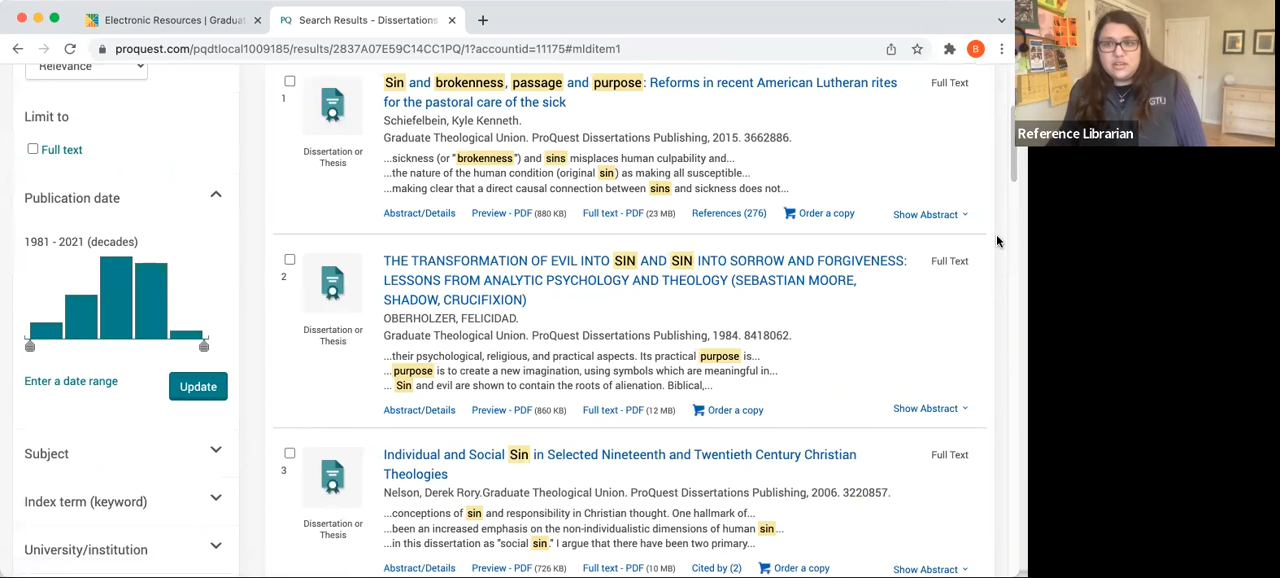 Electronic Resources | Graduat
Search Results - Dissertations
proquest.com/pqdtlocal1009185/results/2837A07E59C14CC1PQ/1?accountid=11175#mlditem1
B
Relevance
Limit to
Full text
Publication date
1981 - 2021 (decades)
Enter a date range
Update
Subject
Index term (keyword)
University/institution
1
Dissertation or
Thesis
Sin and brokenness, passage and purpose: Reforms in recent American Lutheran rites
for the pastoral care of the sick
Full Text
Schiefelbein, Kyle Kenneth.
Graduate Theological Union. ProQuest Dissertations Publishing, 2015. 3662886.
...sickness (or "brokenness") and sins misplaces human culpability and...
...the nature of the human condition (original sin) as making all susceptible...
...making clear that a direct causal connection between sins and sickness does not...
Abstract/Details Preview - PDF (880 KB) Full text - PDF (23 MB) References (276) Order a copy Show Abstract
2
Dissertation or
Thesis
THE TRANSFORMATION OF EVIL INTO SIN AND SIN INTO SORROW AND FORGIVENESS:
LESSONS FROM ANALYTIC PSYCHOLOGY AND THEOLOGY (SEBASTIAN MOORE,
SHADOW, CRUCIFIXION)
Full Text
OBERHOLZER, FELICIDAD.
Graduate Theological Union. ProQuest Dissertations Publishing, 1984. 8418062.
...their psychological, religious, and practical aspects. Its practical purpose is...
...purpose is to create a new imagination, using symbols which are meaningful in...
...Sin and evil are shown to contain the roots of alienation. Biblical,...
Abstract/Details Preview - PDF (860 KB) Full text - PDF (12 MB) Order a copy Show Abstract
3
Dissertation or
Thesis
Individual and Social Sin in Selected Nineteenth and Twentieth Century Christian
Theologies
Full Text
Nelson, Derek Rory.Graduate Theological Union. ProQuest Dissertations Publishing, 2006. 3220857.
...conceptions of sin and responsibility in Christian thought. One hallmark of...
...been an increased emphasis on the non-individualistic dimensions of human sin...
...in this dissertation as "social sin." I argue that there have been two primary...
Abstract/Details Preview - PDF (726 KB) Full text - PDF (10 MB) Cited by (2) Order a copy Show Abstract
GTU
Reference Librarian